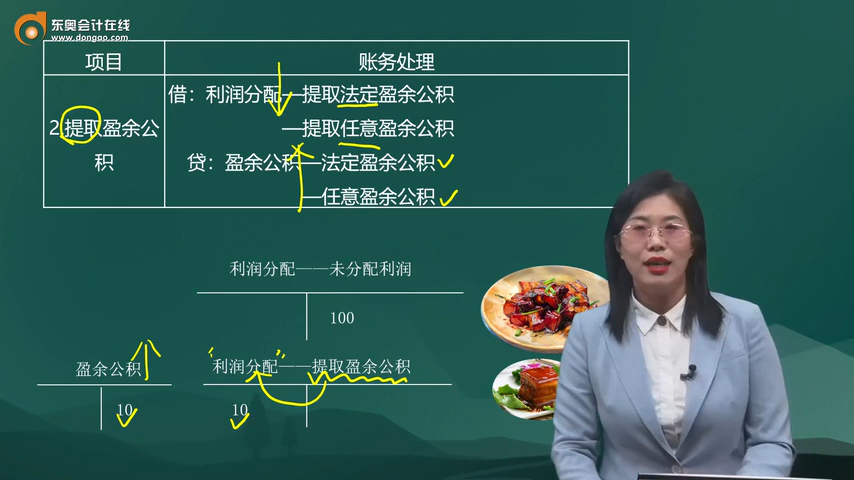 东奥会计在线
www.dongao.com
项目 账务处理
2.提取盈余公积
借：利润分配—提取法定盈余公积
—提取任意盈余公积
贷：盈余公积—法定盈余公积
—任意盈余公积
利润分配——未分配利润
100
盈余公积
10
“利润分配”——提取盈余公积
10